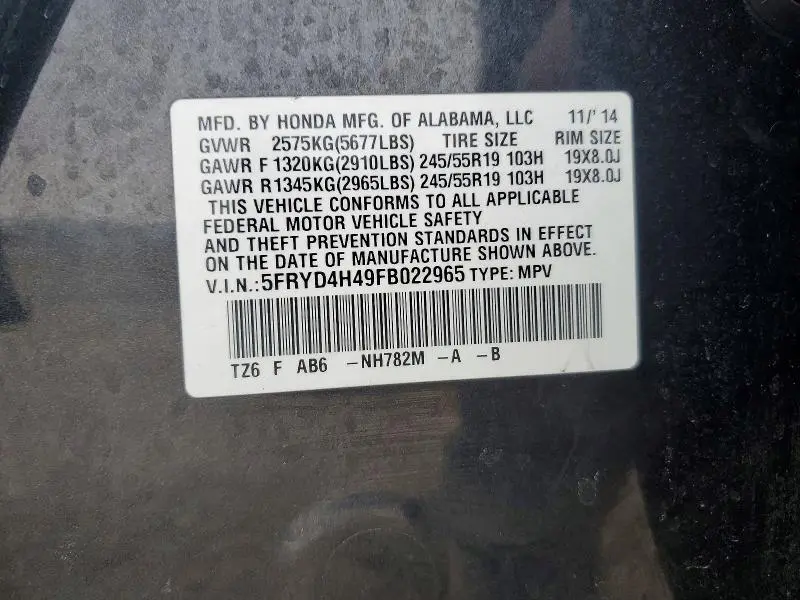 MFD. BY HONDA MFG. OF ALABAMA, LLC 11/' 14
GVWR 2575KG(5677LBS) TIRE SIZE RIM SIZE
GAWR F 1320KG(2910LBS) 245/55R19 103H 19X8.0J
GAWR R1345KG(2965LBS) 245/55R19 103H 19X8.0J
THIS VEHICLE CONFORMS TO ALL APPLICABLE
FEDERAL MOTOR VEHICLE SAFETY
AND THEFT PREVENTION STANDARDS IN EFFECT
ON THE DATE OF MANUFACTURE SHOWN ABOVE.
V.I.N.:5FRYD4H49FB022965 TYPE: MPV
TZ6 F AB6 -NH782M -A -B